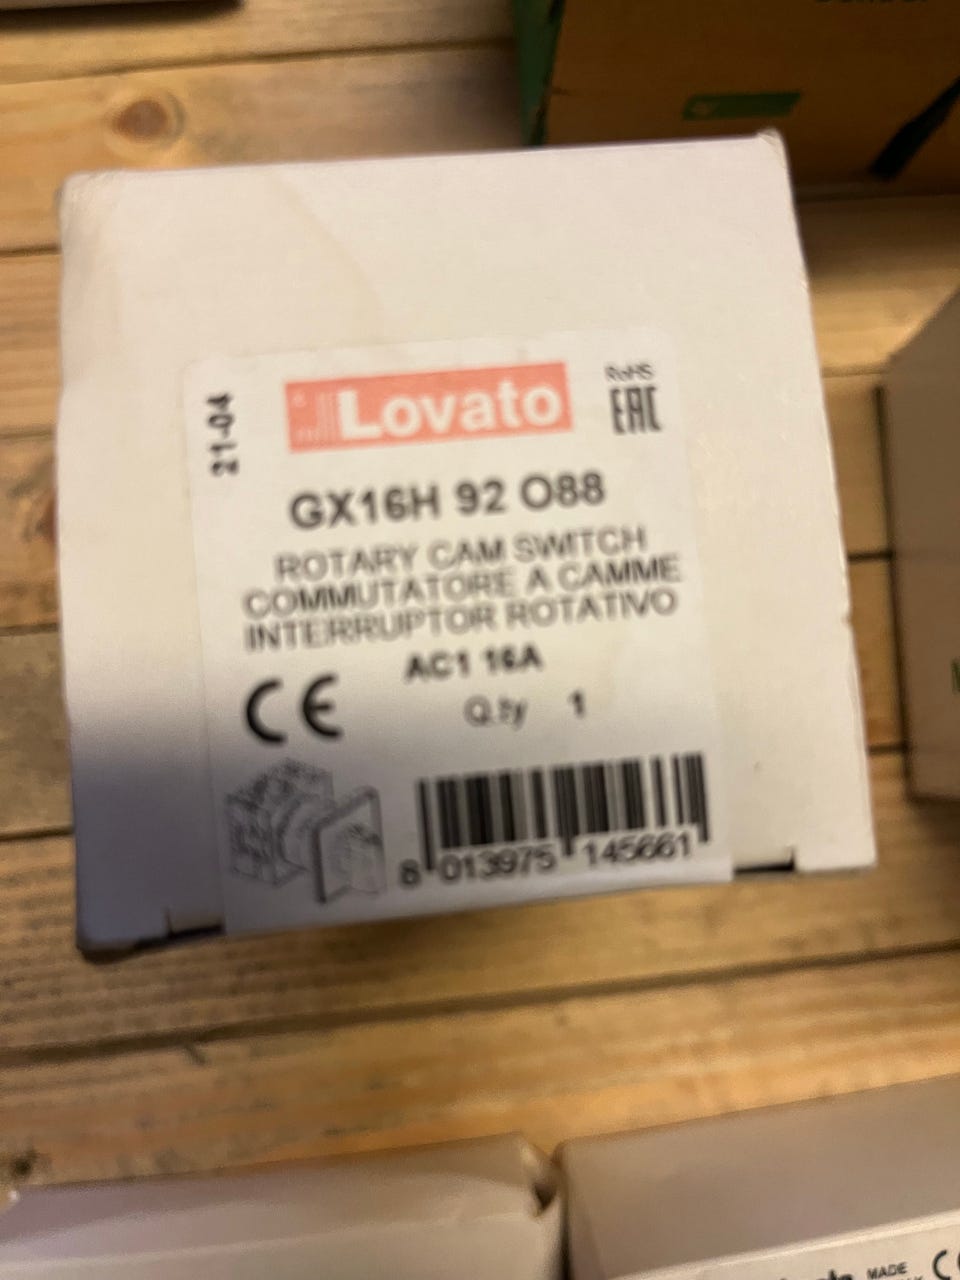 21-04
Lovato
RoHS
EAC
GX16H 92 O88
ROTARY CAM SWITCH
COMMUTATORE A CAMME
INTERRUPTOR ROTATIVO
AC1 16A
Q.ty 1
CE
8 013975 145661
MADE